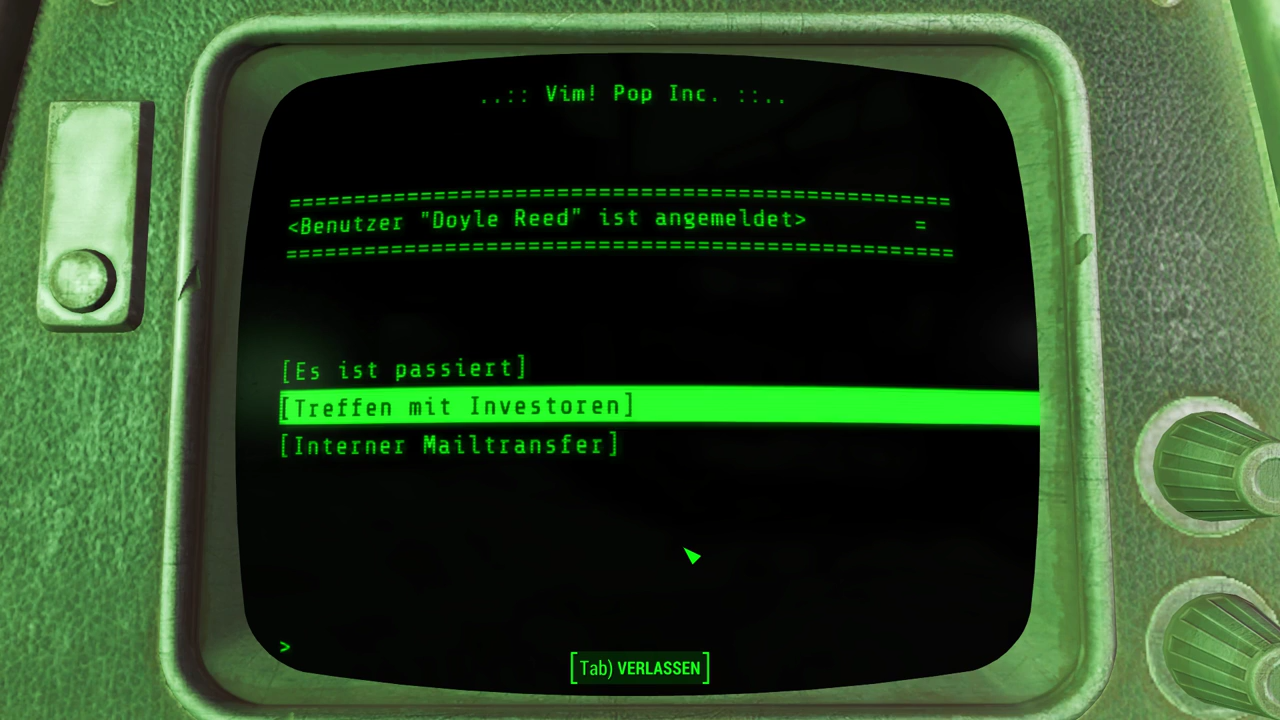 ..:: Vim! Pop Inc. ::..
==============================================================
<Benutzer "Doyle Reed" ist angemeldet> =
==============================================================
[Es ist passiert]
[Treffen mit Investoren]
[Interner Mailtransfer]
>
[Tab) VERLASSEN]